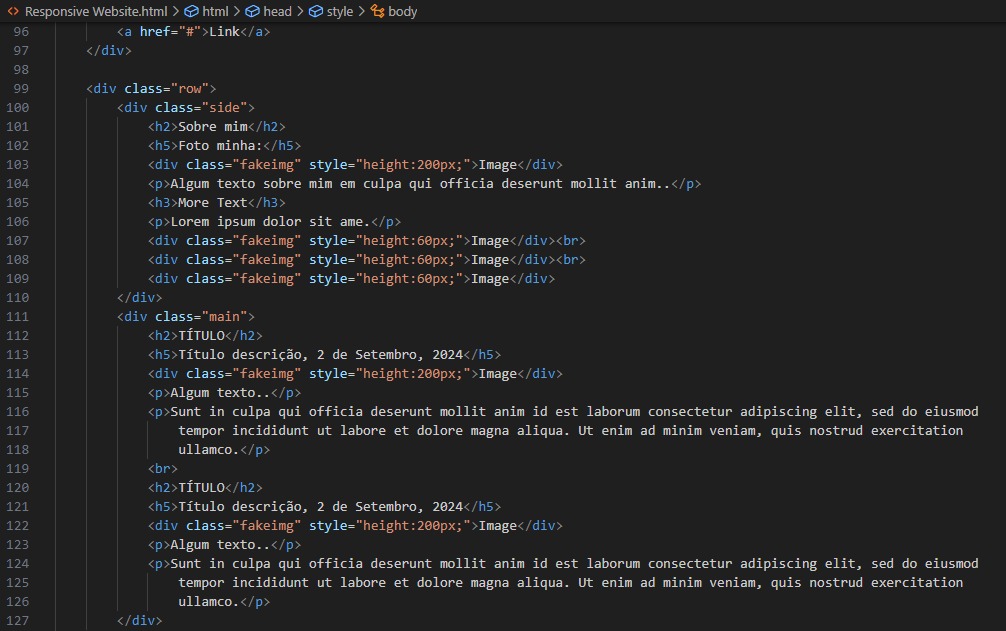 Responsive Website.html > html > head > style > body
96 <a href="#">Link</a>
97 </div>
98
99 <div class="row">
100 <div class="side">
101 <h2>Sobre mim</h2>
102 <h5>Foto minha:</h5>
103 <div class="fakeimg" style="height:200px;">Image</div>
104 <p>Algum texto sobre mim em culpa qui officia deserunt mollit anim..</p>
105 <h3>More Text</h3>
106 <p>Lorem ipsum dolor sit ame.</p>
107 <div class="fakeimg" style="height:60px;">Image</div><br>
108 <div class="fakeimg" style="height:60px;">Image</div><br>
109 <div class="fakeimg" style="height:60px;">Image</div>
110 </div>
111 <div class="main">
112 <h2>TÍTULO</h2>
113 <h5>Título descrição, 2 de Setembro, 2024</h5>
114 <div class="fakeimg" style="height:200px;">Image</div>
115 <p>Algum texto..</p>
116 <p>Sunt in culpa qui officia deserunt mollit anim id est laborum consectetur adipiscing elit, sed do eiusmod
117 tempor incididunt ut labore et dolore magna aliqua. Ut enim ad minim veniam, quis nostrud exercitation
118 ullamco.</p>
119 <br>
120 <h2>TÍTULO</h2>
121 <h5>Título descrição, 2 de Setembro, 2024</h5>
122 <div class="fakeimg" style="height:200px;">Image</div>
123 <p>Algum texto..</p>
124 <p>Sunt in culpa qui officia deserunt mollit anim id est laborum consectetur adipiscing elit, sed do eiusmod
125 tempor incididunt ut labore et dolore magna aliqua. Ut enim ad minim veniam, quis nostrud exercitation
126 ullamco.</p>
127 </div>